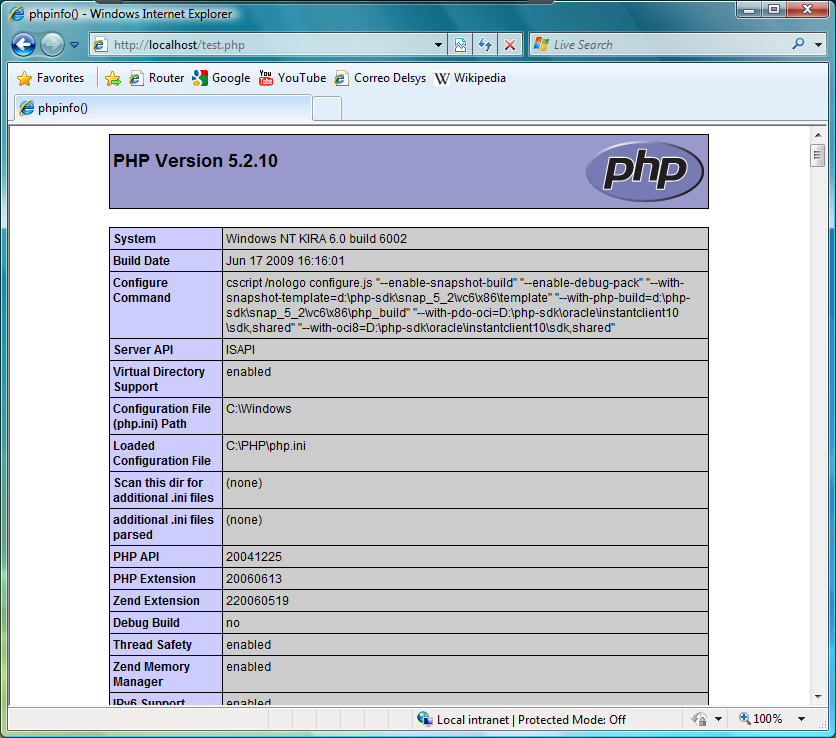 phpinfo() - Windows Internet Explorer
http://localhost/test.php
Live Search
Favorites
Router
Google
You Tube
YouTube
Correo Delsys
W Wikipedia
phpinfo()
PHP Version 5.2.10
php
System Windows NT KIRA 6.0 build 6002
Build Date Jun 17 2009 16:16:01
Configure Command
cscript /nologo configure.js "--enable-snapshot-build" "--enable-debug-pack" "--with-
snapshot-template=d:\php-sdk\snap_5_2\vc6\x86\template" "--with-php-build=d:\php-
sdk\snap_5_2\vc6\x86\php_build" "--with-pdo-oci=D:\php-sdk\oracle\instantclient10
\sdk,shared" "--with-oci8=D:\php-sdk\oracle\instantclient10\sdk,shared"
Server API ISAPI
Virtual Directory
Support
enabled
Configuration File
(php.ini) Path
C:\Windows
Loaded
Configuration File
C:\PHP\php.ini
Scan this dir for
additional .ini files
(none)
additional .ini files
parsed
(none)
PHP API 20041225
PHP Extension 20060613
Zend Extension 220060519
Debug Build no
Thread Safety enabled
Zend Memory
Manager
enabled
IPv6 Support enabled
Local intranet | Protected Mode: Off
100%